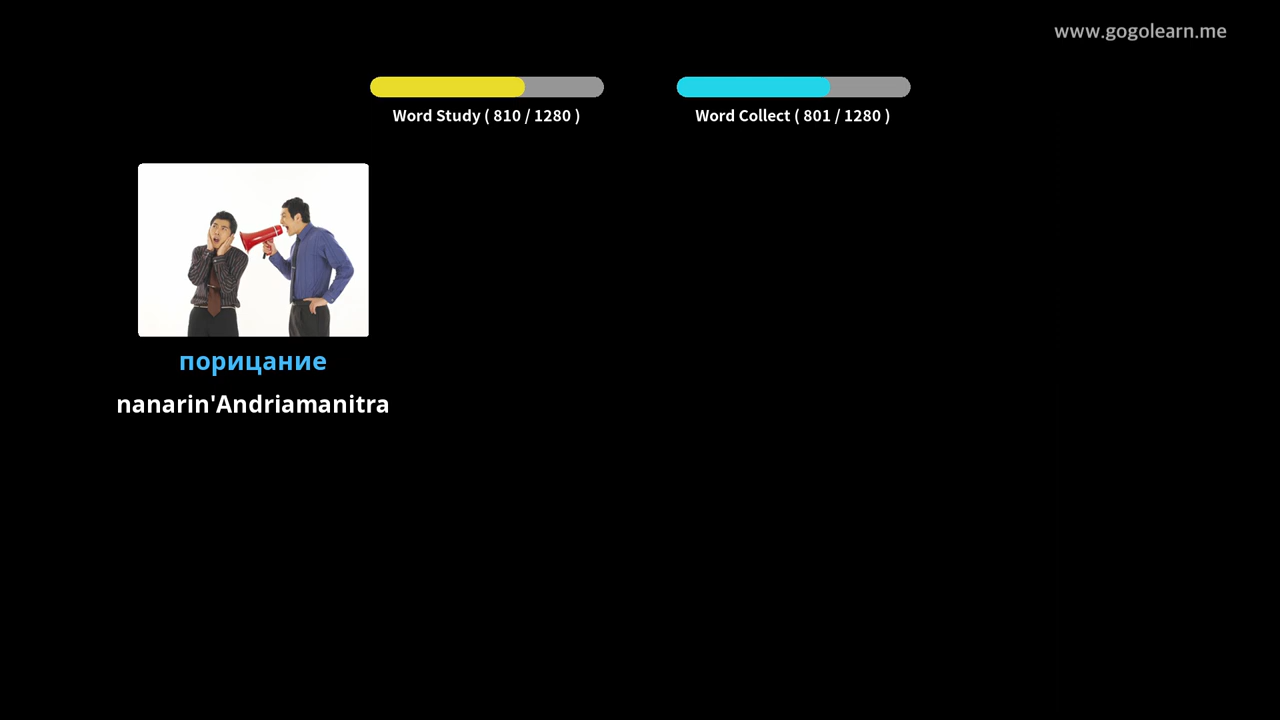 www.gogolearn.me
Word Study ( 810 / 1280 )
Word Collect ( 801 / 1280 )
порицание
nanarin'Andriamanitra